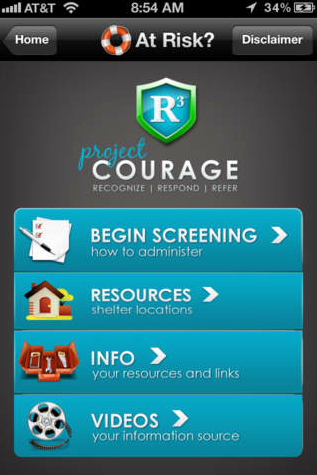 AT&T 8:54 AM 34%
Home At Risk? Disclaimer
R3
project
COURAGE
RECOGNIZE | RESPOND | REFER
BEGIN SCREENING
how to administer
RESOURCES
shelter locations
INFO
your resources and links
VIDEOS
your information source